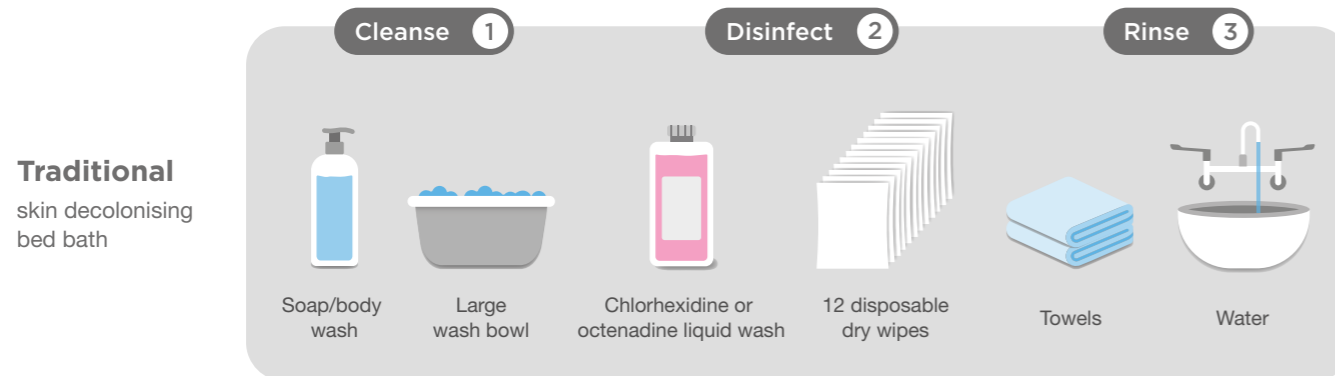 Cleanse 1
Disinfect 2
Rinse 3
Traditional
skin decolonising
bed bath
Soap/body
wash
Large
wash bowl
Chlorhexidine or
octenadine liquid wash
12 disposable
dry wipes
Towels
Water